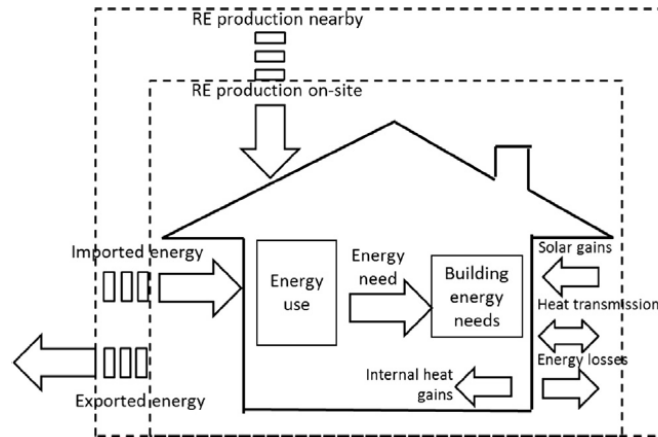 RE production nearby
RE production on-site
Imported energy
Energy
use
Energy
need
Building
energy
needs
Solar gains
Heat transmission
Energy losses
Internal heat
gains
Exported energy